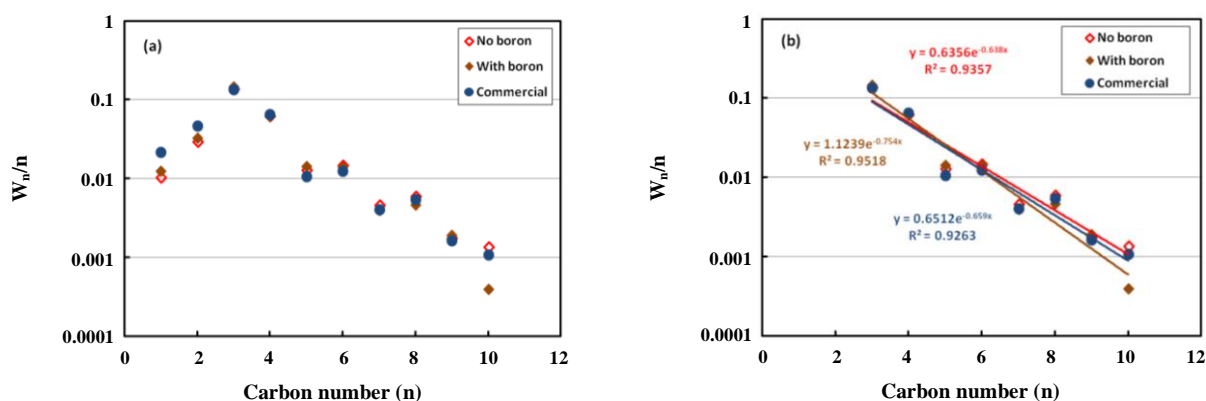 (a)
No boron
With boron
Commercial
1
0.1
0.01
0.001
0.0001
Wn/n
0
2
4
6
8
10
12
Carbon number (n)
(b)
y = 0.6356e^-0.638x
R² = 0.9357
No boron
With boron
Commercial
y = 1.1239e^-0.754x
R² = 0.9518
y = 0.6512e^-0.659x
R² = 0.9263
1
0.1
0.01
0.001
0.0001
Wn/n
0
2
4
6
8
10
12
Carbon number (n)